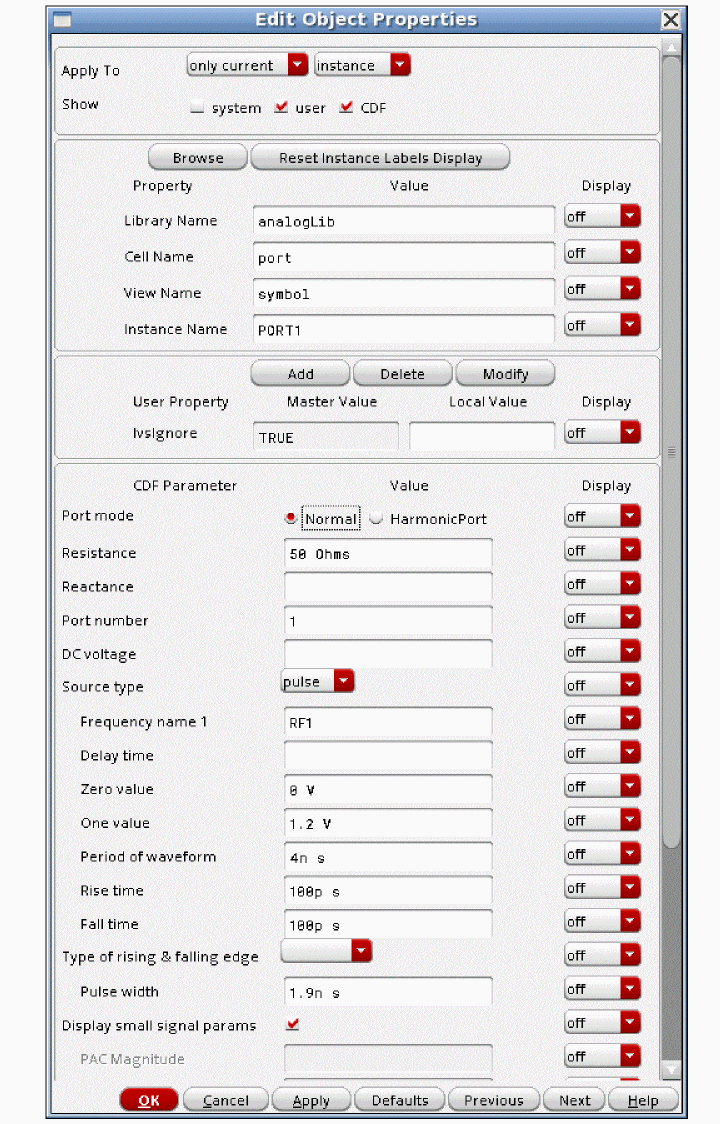 Edit Object Properties
Apply To only current instance
Show system user CDF
Browse Reset Instance Labels Display
Property Value Display
Library Name analogLib off
Cell Name port off
View Name symbol off
Instance Name PORT1 off
Add Delete Modify
User Property Master Value Local Value Display
lvsIgnore TRUE off
CDF Parameter Value Display
Port mode Normal HarmonicPort off
Resistance 50 Ohms off
Reactance off
Port number 1 off
DC voltage off
Source type pulse off
Frequency name 1 RF1 off
Delay time off
Zero value 0 V off
One value 1.2 V off
Period of waveform 4n s off
Rise time 100p s off
Fall time 100p s off
Type of rising & falling edge off
Pulse width 1.9n s off
Display small signal params off
PAC Magnitude off
OK Cancel Apply Defaults Previous Next Help